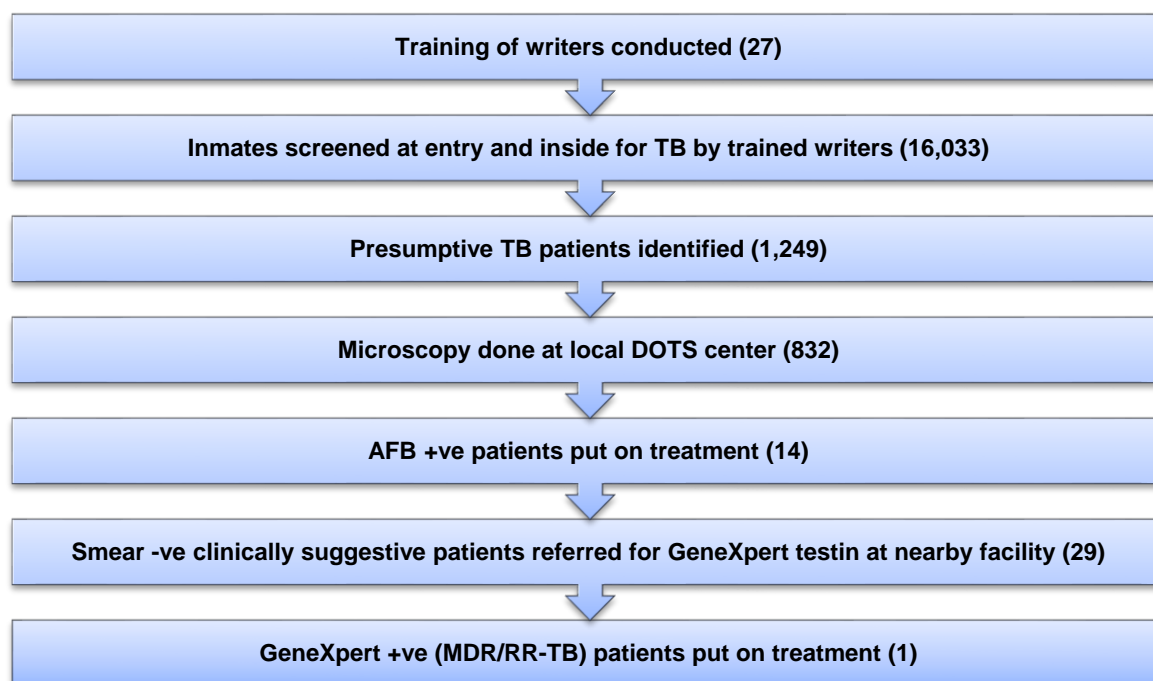 Training of writers conducted (27)
Inmates screened at entry and inside for TB by trained writers (16,033)
Presumptive TB patients identified (1,249)
Microscopy done at local DOTS center (832)
AFB +ve patients put on treatment (14)
Smear -ve clinically suggestive patients referred for GeneXpert testin at nearby facility (29)
GeneXpert +ve (MDR/RR-TB) patients put on treatment (1)